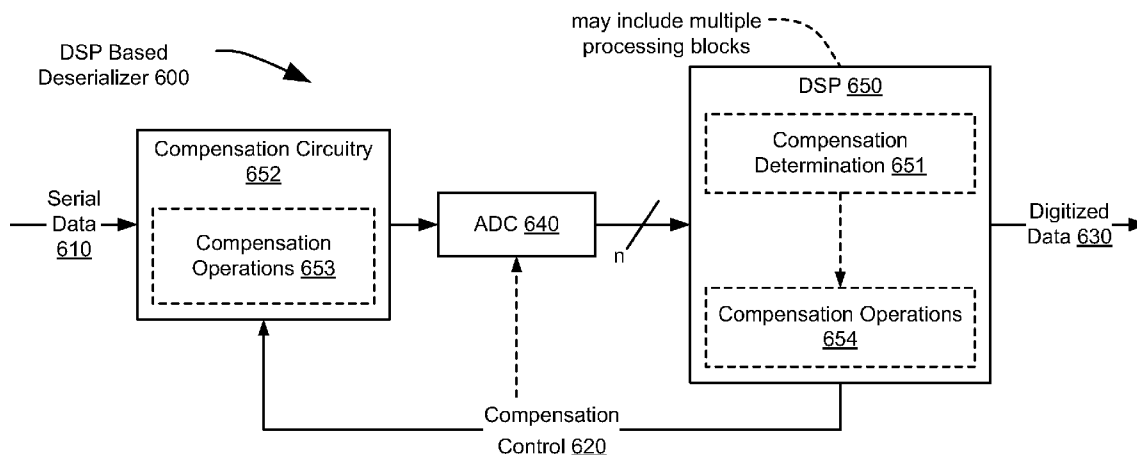 DSP Based
Deserializer 600
may include multiple
processing blocks
DSP 650
Compensation Circuitry
652
Compensation
Determination 651
Serial
Data
610
Compensation
Operations 653
ADC 640
n
Digitized
Data 630
Compensation Operations
654
Compensation
Control 620